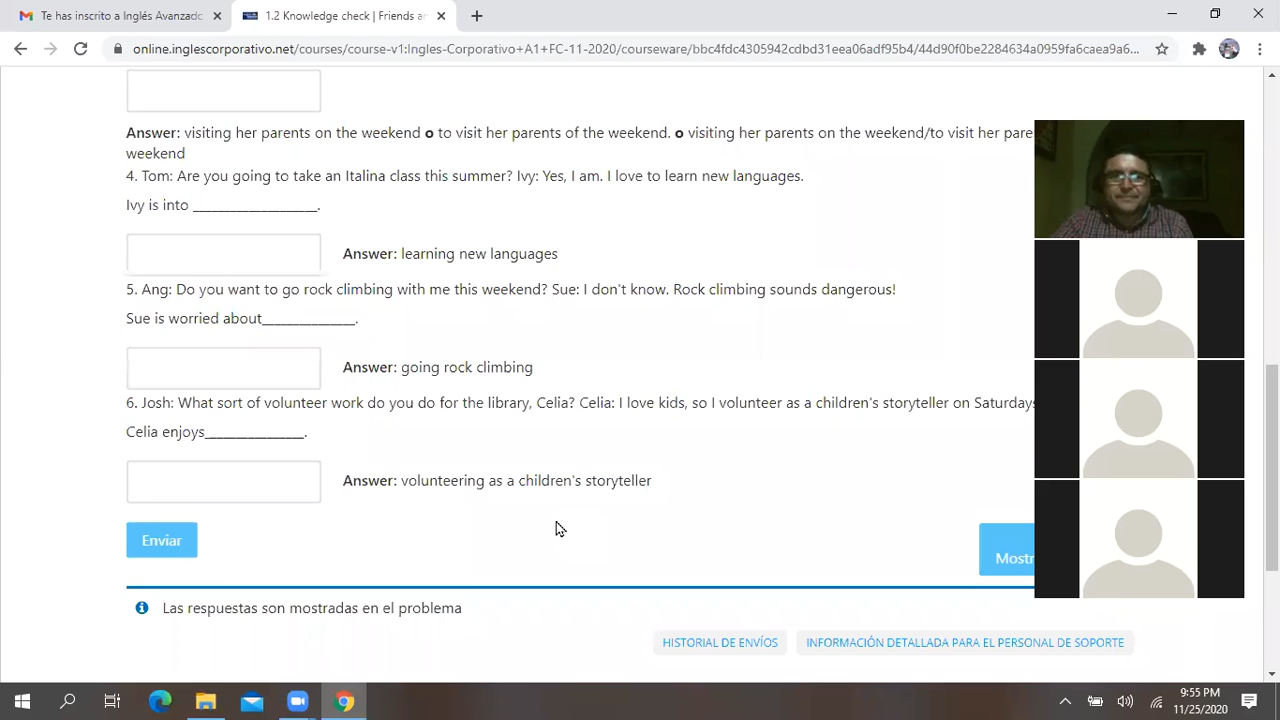 Te has inscrito a Inglés Avanzado
1.2 Knowledge check | Friends an
online.inglescorporativo.net/courses/course-v1:Ingles-Corporativo+A1+FC-11-2020/courseware/bbc4fdc4305942cdbd31eea06adf95b4/44d90f0be2284634a0959fa6caea9a6...
Answer: visiting her parents on the weekend o to visit her parents of the weekend. o visiting her parents on the weekend/to visit her pare
weekend
4. Tom: Are you going to take an Italina class this summer? Ivy: Yes, I am. I love to learn new languages.
Ivy is into ____________________.
Answer: learning new languages
5. Ang: Do you want to go rock climbing with me this weekend? Sue: I don't know. Rock climbing sounds dangerous!
Sue is worried about_______________.
Answer: going rock climbing
6. Josh: What sort of volunteer work do you do for the library, Celia? Celia: I love kids, so I volunteer as a children's storyteller on Saturdays
Celia enjoys________________.
Answer: volunteering as a children's storyteller
Enviar
Mostr
Las respuestas son mostradas en el problema
HISTORIAL DE ENVÍOS
INFORMACIÓN DETALLADA PARA EL PERSONAL DE SOPORTE
9:55 PM
11/25/2020